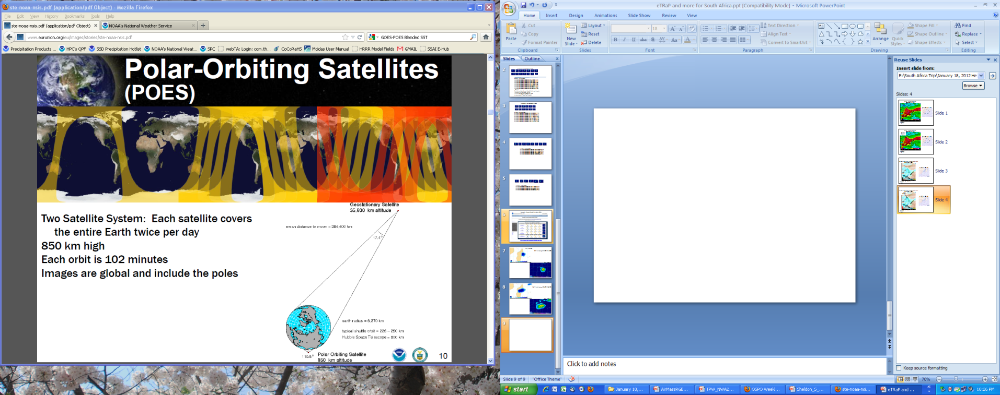 ste-noaa-nsis.pdf (application/pdf Object) - Mozilla Firefox
File Edit View History Bookmarks Tools Help
ste-noaa-nsis.pdf (application/pdf Object)
NOAA's National Weather Service
www.eurunion.org/eu/images/stories/ste-noaa-nsis.pdf
GOES-POES Blended SST
Precipitation Products ...
HPC's QPF
SSD Precipitation Hotlist
NOAA's National Weat...
SPC
webTA: Login: com.th...
CoCoRaHS
Mcidas User Manual
HRRR Model Fields
GMAIL
SSAI E-Hub
Polar-Orbiting Satellites
(POES)
Two Satellite System: Each satellite covers
the entire Earth twice per day
850 km high
Each orbit is 102 minutes
Images are global and include the poles
Geostationary Satellite
35,800 km altitude
mean distance to moon = 384,400 km
17.4°
earth radius = 6,370 km
typical shuttle orbit = 225 – 250 km
Hubble Space Telescope = 600 km
110.8°
Polar Orbiting Satellite
850 km altitude
10
eTRaP and more for South Africa.ppt [Compatibility Mode] - Microsoft PowerPoint
Home Insert Design Animations Slide Show Review View
Paste
Cut
Copy
Format Painter
Clipboard
New
Slide
Layout
Reset
Delete
Slides
18
B I U abc S AV Aa A
Font
Text Direction
Align Text
Convert to SmartArt
Paragraph
Arrange
Quick
Styles
Shape Fill
Shape Outline
Shape Effects
Drawing
Find
Replace
Select
Editing
Slides Outline
2
3
4
5
6
7
8
9
Click to add notes
Reuse Slides
Insert slide from:
E:\South Africa Trip\January 18, 2012 He
Browse
Slides: 4
Slide 1
Slide 2
Slide 3
Slide 4
Keep source formatting
Slide 9 of 9
"Office Theme"
70%
start
January 18,...
AirMassRGB...
TPW_NWA2...
OSPO Weekl...
Sheldon_S_...
ste-noaa-nsi...
eTRaP and ...
10:26 PM